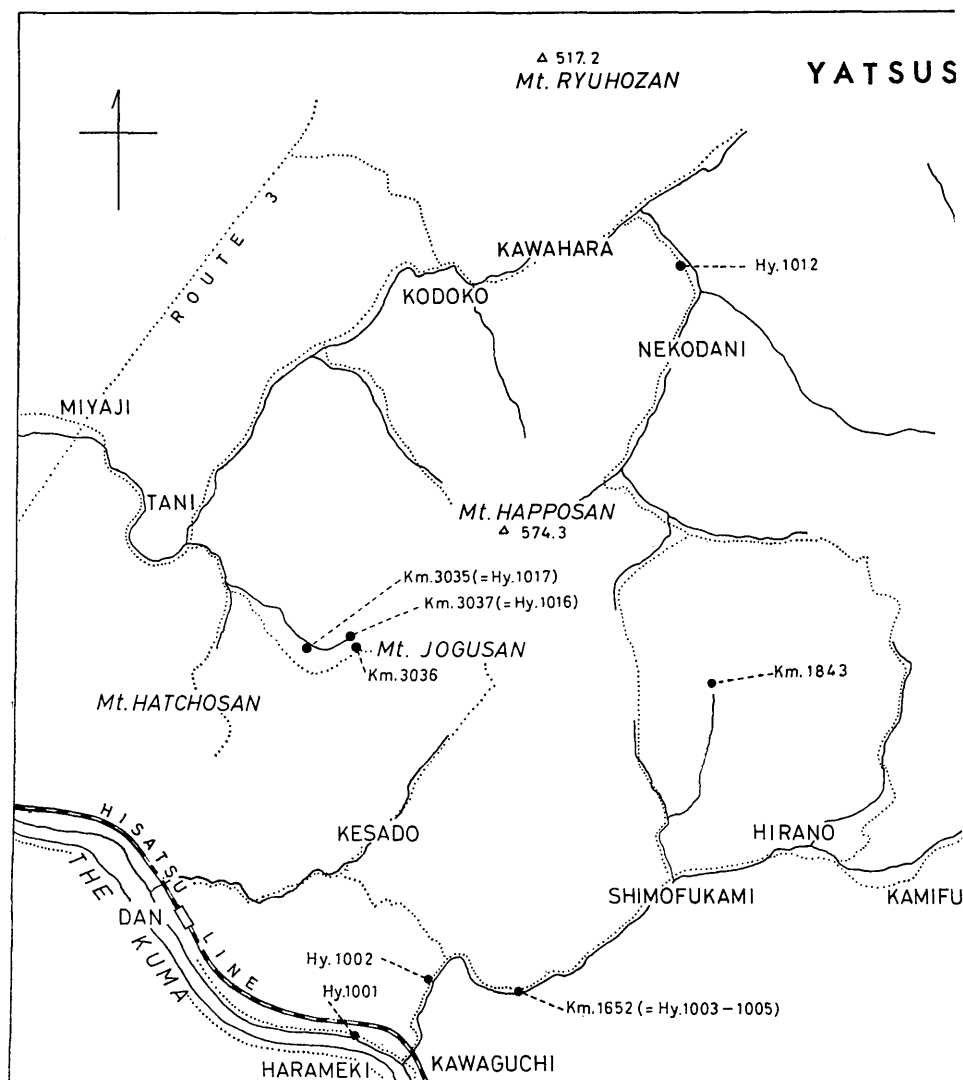 △ 517.2
Mt. RYUHOZAN
YATSUS
ROUTE 3
KAWAHARA
Hy.1012
KODOKO
NEKODANI
MIYAJI
TANI
Mt. HAPPOSAN
△ 574.3
Km.3035(=Hy.1017)
Km.3037(=Hy.1016)
Mt. JOGUSAN
Km.3036
Km.1843
Mt. HATCHOSAN
HISATSU LINE
KESADO
HIRANO
THE KUMA
DAN
SHIMOFUKAMI
KAMIFU
Hy.1002
Hy.1001
Km.1652 (=Hy.1003-1005)
HARAMEKI
KAWAGUCHI